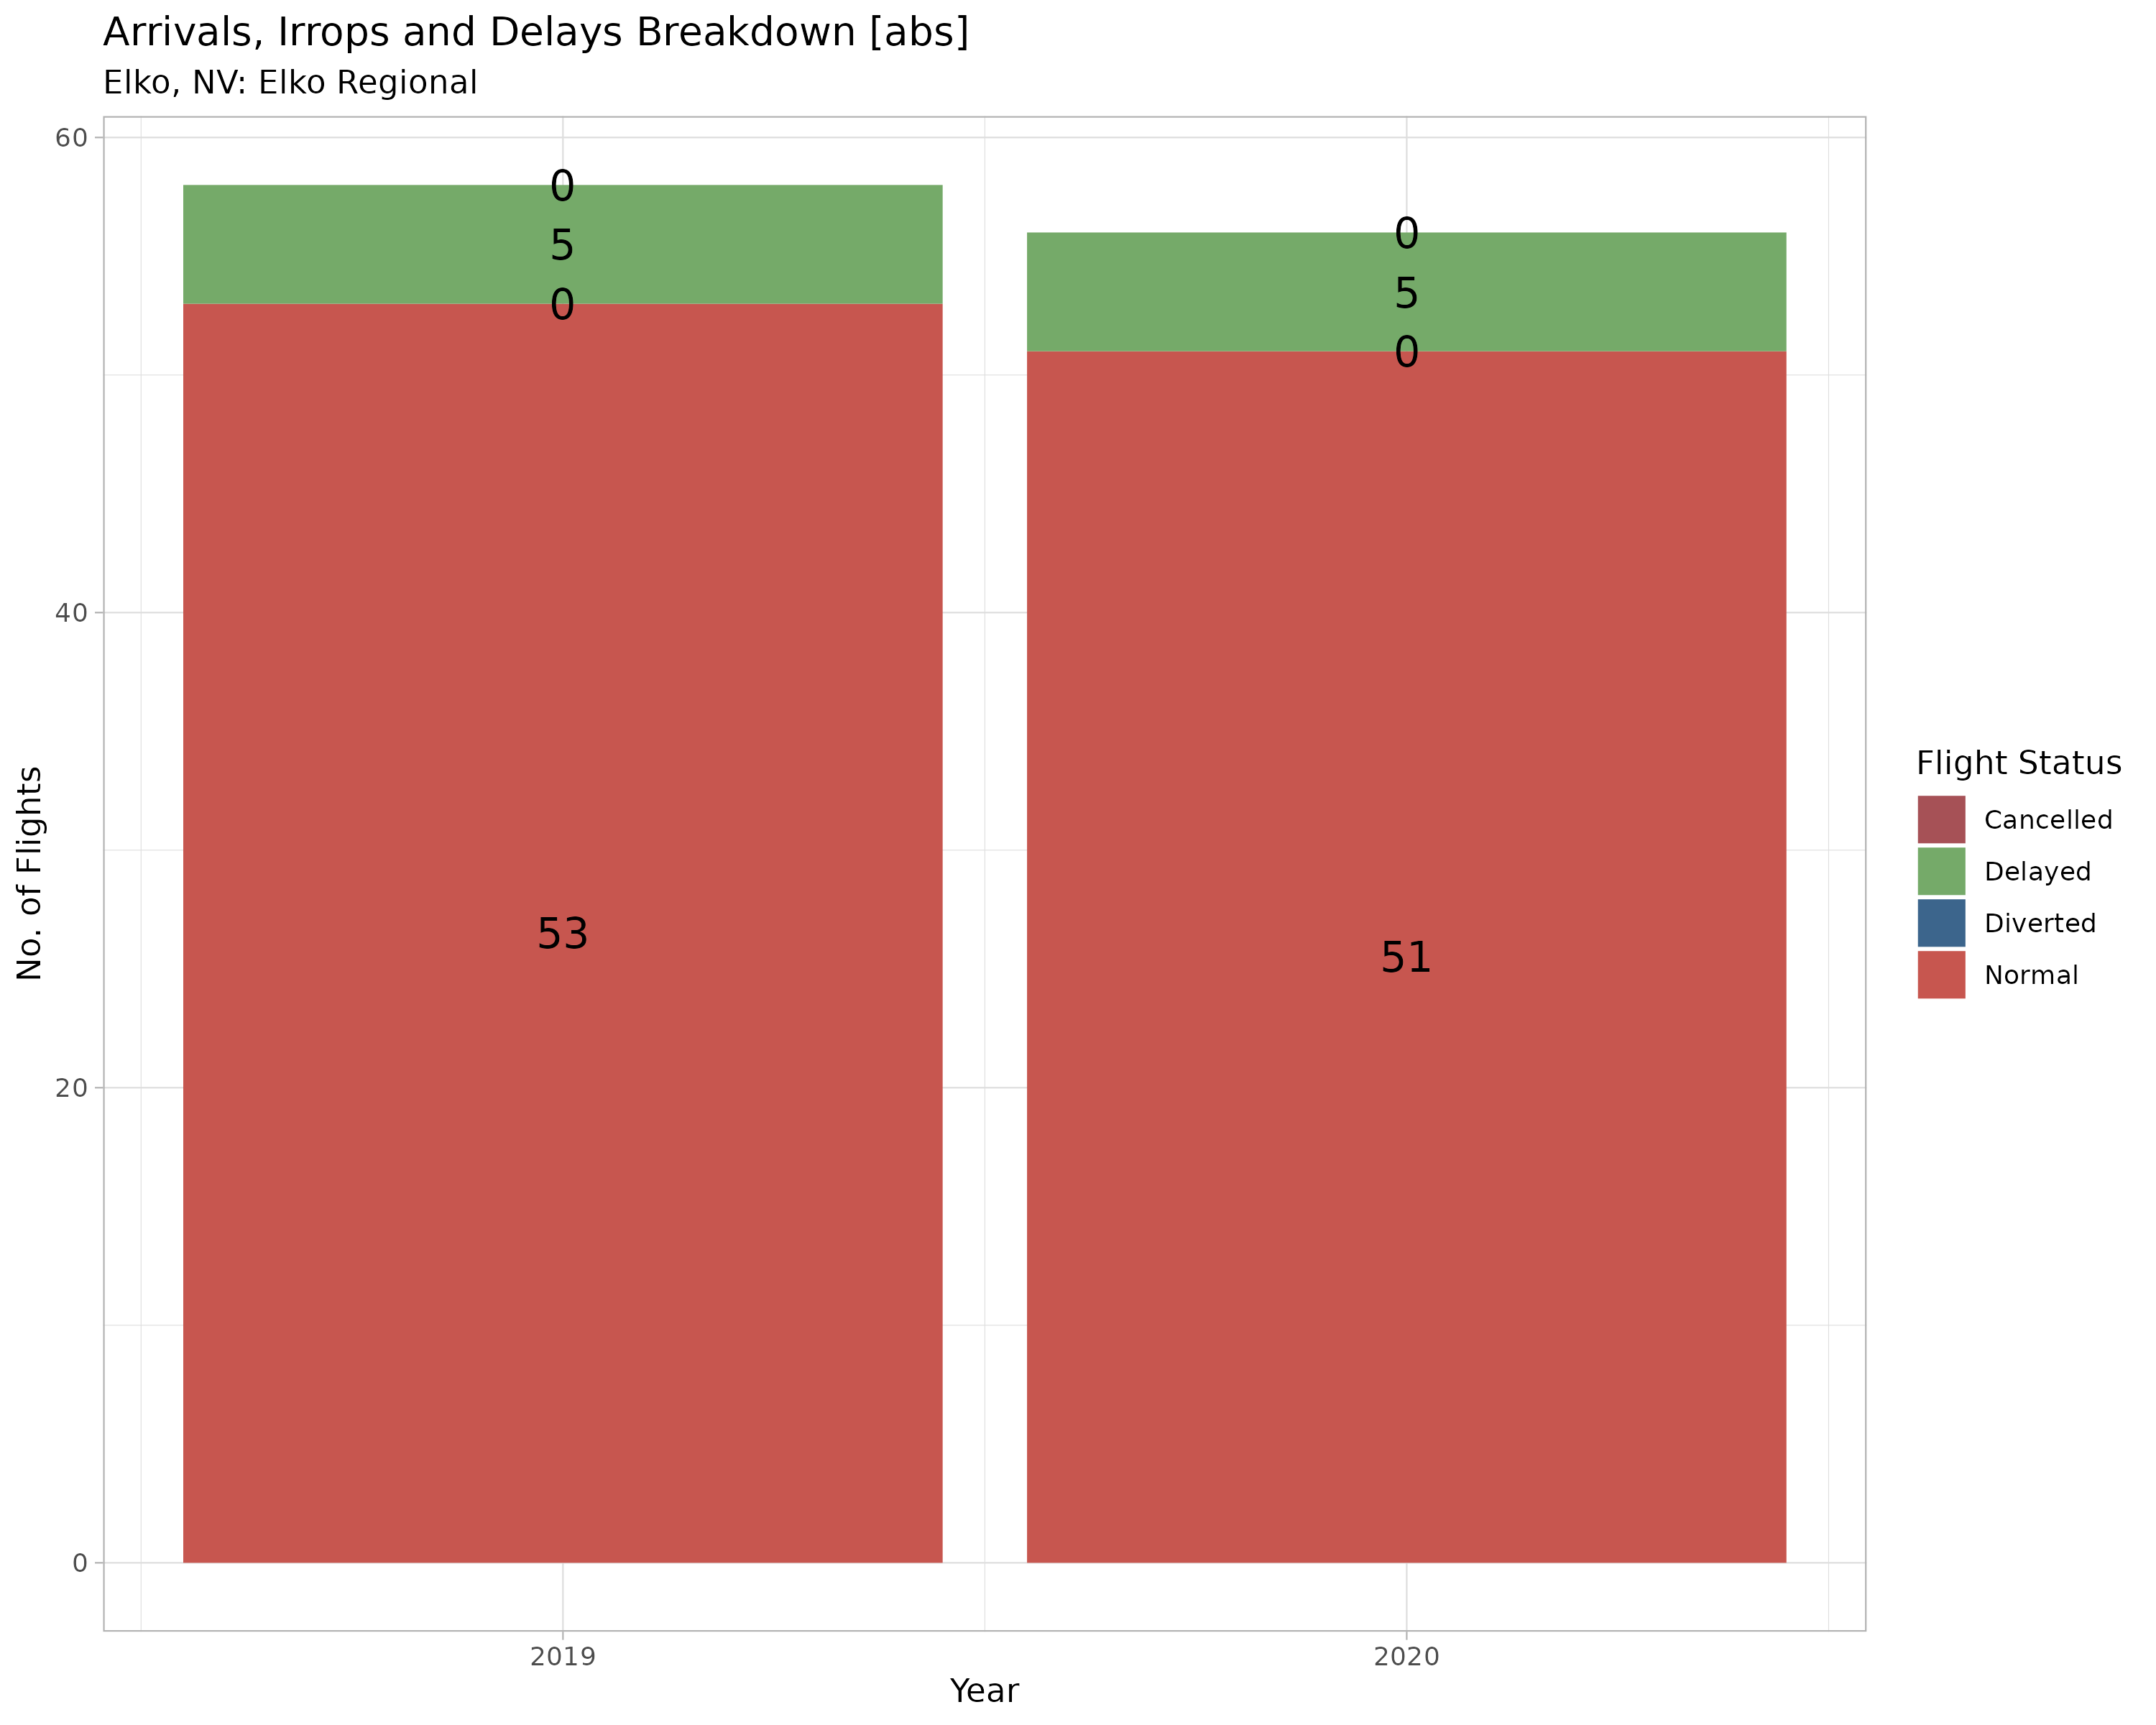 Arrivals, Irrops and Delays Breakdown [abs]
Elko, NV: Elko Regional
60
40
20
0
No. of Flights
0
5
0
53
0
5
0
51
2019
2020
Year
Flight Status
Cancelled
Delayed
Diverted
Normal